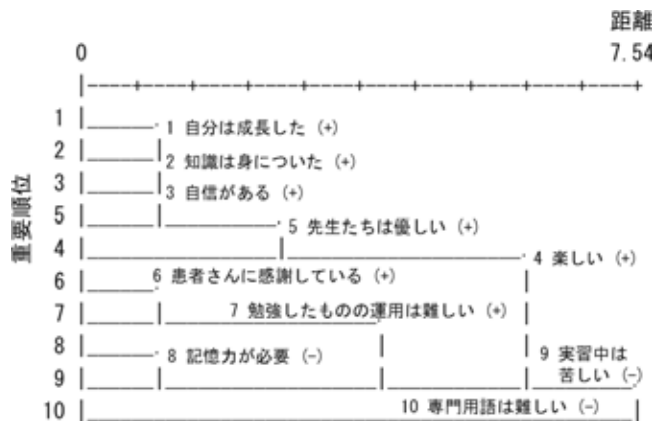 距離
0 7.54
重要順位
1 1 自分は成長した (+)
2 2 知識は身についた (+)
3 3 自信がある (+)
5 5 先生たちは優しい (+)
4 4 楽しい (+)
6 6 患者さんに感謝している (+)
7 7 勉強したものの運用は難しい (+)
8 8 記憶力が必要 (-)
9 9 実習中は
苦しい (-)
10 10 専門用語は難しい (-)